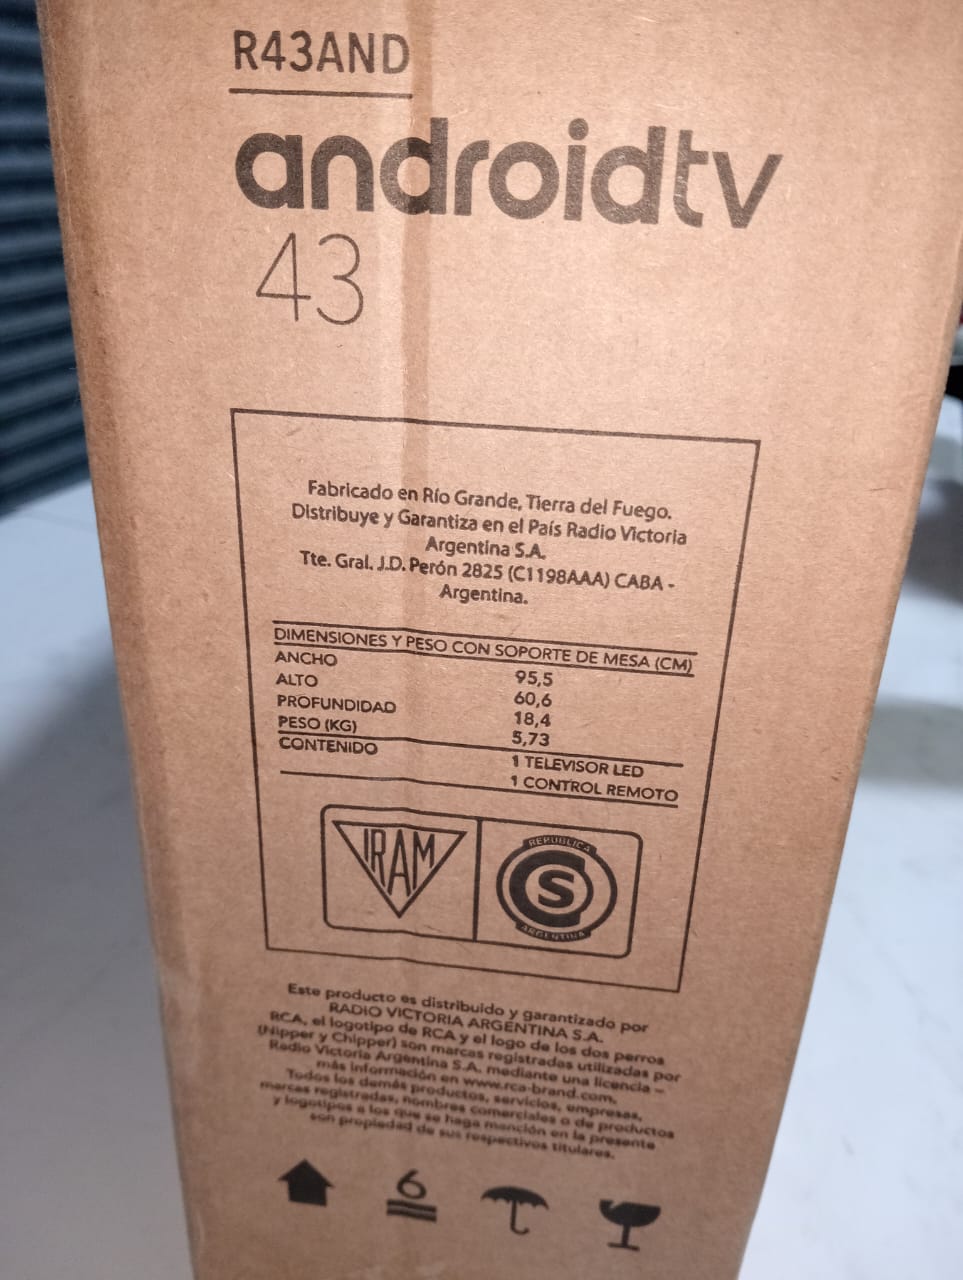 R43AND
androidtv
43
Fabricado en Río Grande, Tierra del Fuego.
Distribuye y Garantiza en el País Radio Victoria
Argentina S.A.
Tte. Gral. J.D. Perón 2825 (C1198AAA) CABA -
Argentina.
DIMENSIONES Y PESO CON SOPORTE DE MESA (CM)
ANCHO 95,5
ALTO 60,6
PROFUNDIDAD 18,4
PESO (KG) 5,73
CONTENIDO 1 TELEVISOR LED
1 CONTROL REMOTO
IRAM
REPUBLICA
S
ARGENTINA
Este producto es distribuido y garantizado por
RADIO VICTORIA ARGENTINA S.A.
RCA, el logotipo de RCA y el logo de los dos perros
(Nipper y Chipper) son marcas registradas utilizadas por
Radio Victoria Argentina S.A. mediante una licencia –
más información en www.rca-brand.com.
Todos los demás productos, servicios, empresas,
marcas registradas, nombres comerciales o de productos
y logotipos a los que se haga mención en la presente
son propiedad de sus respectivos titulares.
6